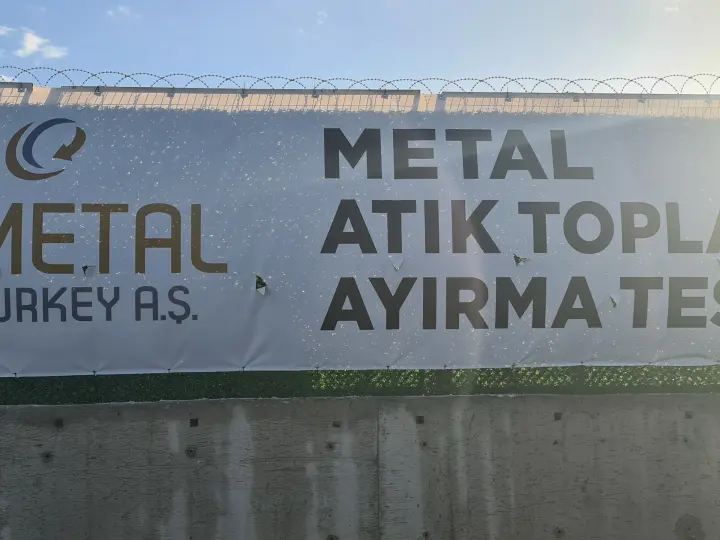 METAL
URKEY A.Ş.
METAL
ATIK TOPLA
AYIRMA TES